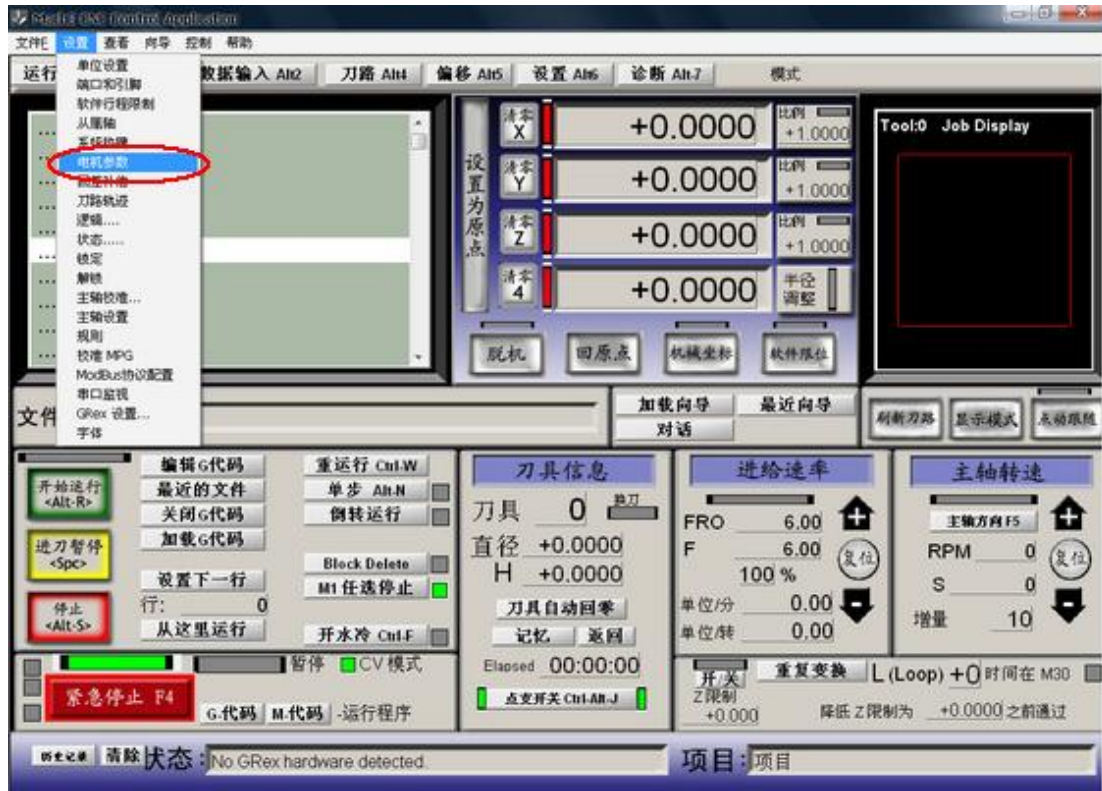 Mach3 CNC Control Application
文件E 设置 查看 向导 控制 帮助
单位设置
端口和引脚
软件行程限制
从属轴
系统热键
电机参数
回差补偿
刀路轨迹
逻辑....
状态.....
锁定
解锁
主轴校准...
主轴设置
规则
校准 MPG
ModBus协议配置
串口监视
GRex 设置...
字体
运行 数据输入 Alt2 刀路 Alt4 偏移 Alt5 设置 Alt6 诊断 Alt-7 模式
设置为原点
清零 X +0.0000 比例 +1.0000
清零 Y +0.0000 比例 +1.0000
清零 Z +0.0000 比例 +1.0000
清零 4 +0.0000 半径调整
脱机 回原点 机械坐标 软件限位
Tool:0 Job Display
文件
加载向导 最近向导
对话
刷新刀路 显示模式 点动跟随
开始运行 <Alt-R>
进刀暂停 <Spc>
停止 <Alt-S>
编辑G代码 重运行 Ctrl-W
最近的文件 单步 Alt-N
关闭G代码 倒转运行
加载G代码
Block Delete
设置下一行 M1 任选停止
行: 0
从这里运行 开水冷 Ctrl-F
暂停 CV 模式
紧急停止 F4
G-代码 M-代码 -运行程序
刀具信息
刀具 0 换刀
直径 +0.0000
H +0.0000
刀具自动回零
记忆 返回
Elapsed 00:00:00
点变开关 Ctrl-Alt-J
进给速率
FRO 6.00
F 6.00 复位
100 %
单位/分 0.00
单位/转 0.00
主轴转速
主轴方向 F5
RPM 0 复位
S 0
增量 10
开/关 重复变换 L (Loop) +0 时间在 M30
Z 限制
+0.000 降低 Z 限制为 +0.0000 之前通过
历史记录 清除 状态: No GRex hardware detected. 项目: 项目